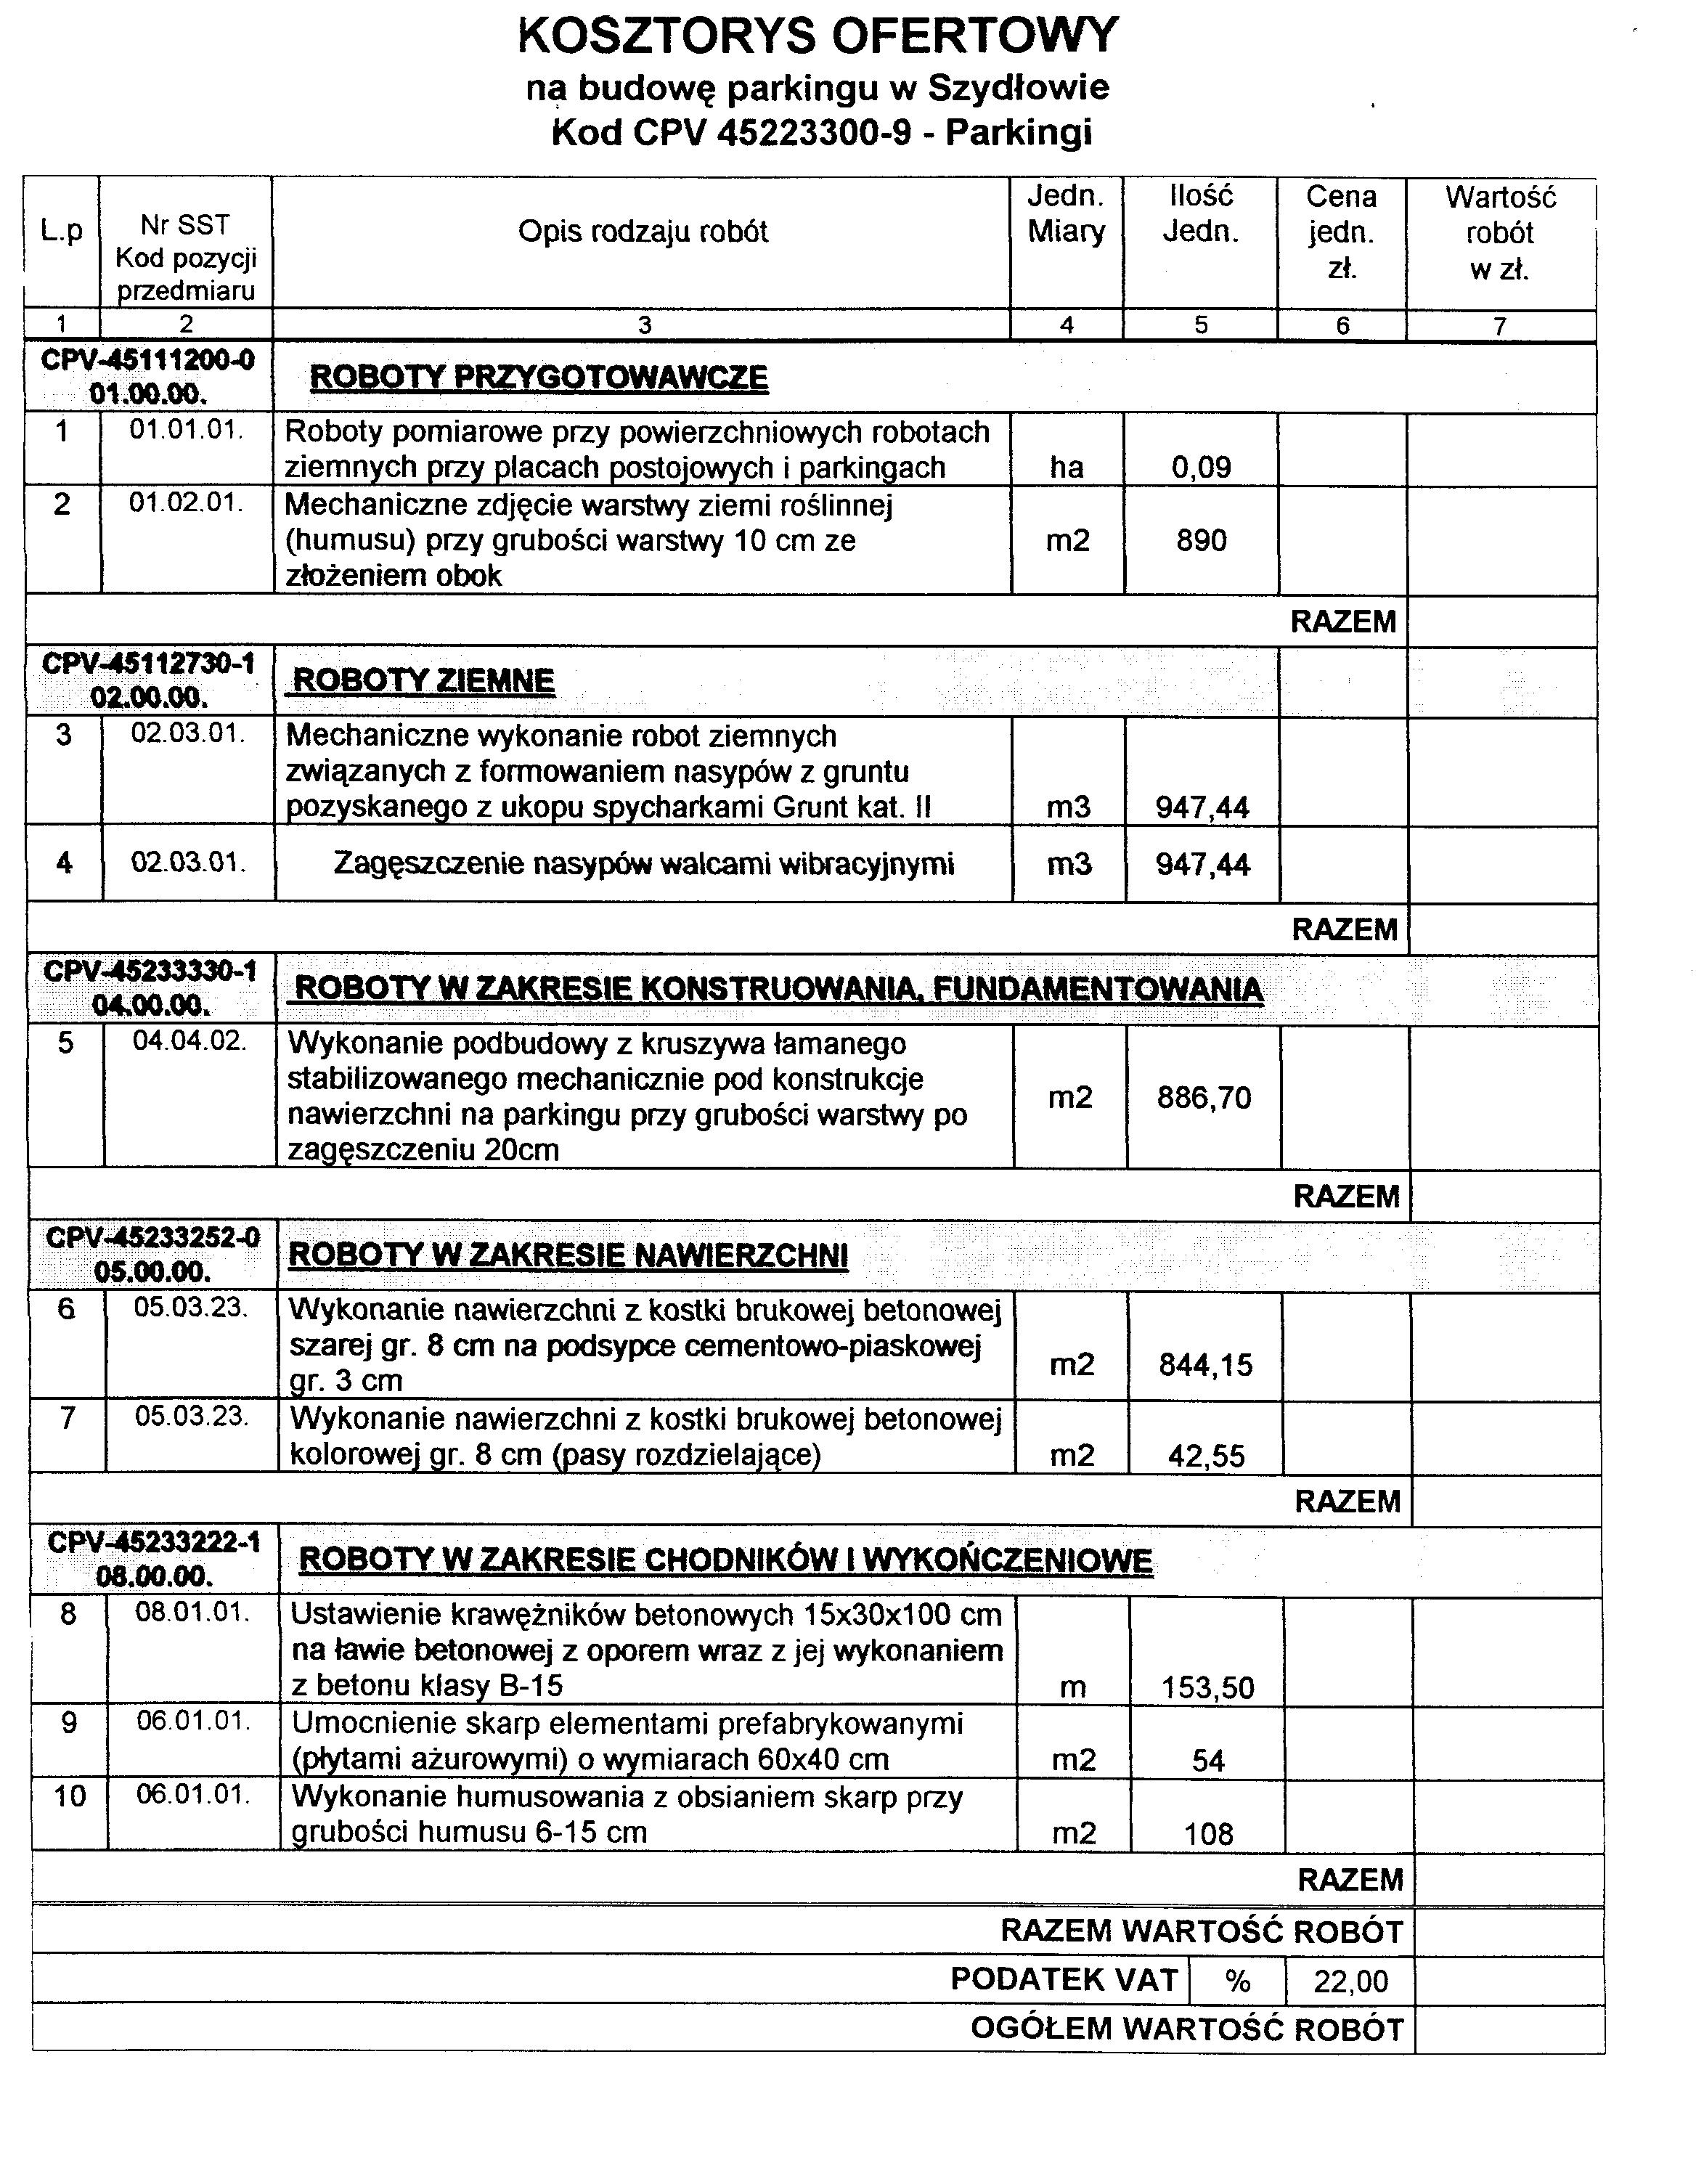 KOSZTORYS OFERTOWY
na budowę parkingu w Szydłowie
Kod CPV 45223300-9 - Parkingi
L.p
Nr SST
Kod pozycji
przedmiaru
Opis rodzaju robót
Jedn.
Miary
Ilość
Jedn.
Cena
jedn.
zł.
Wartość
robót
w zł.
1 2 3 4 5 6 7
CPV-45111200-0
01.00.00.
ROBOTY PRZYGOTOWAWCZE
1 01.01.01. Roboty pomiarowe przy powierzchniowych robotach
ziemnych przy placach postojowych i parkingach ha 0,09
2 01.02.01. Mechaniczne zdjęcie warstwy ziemi roślinnej
(humusu) przy grubości warstwy 10 cm ze m2 890
złożeniem obok
RAZEM
CPV-45112730-1
02.00.00.
ROBOTY ZIEMNE
3 02.03.01. Mechaniczne wykonanie robot ziemnych
związanych z formowaniem nasypów z gruntu
pozyskanego z ukopu spycharkami Grunt kat. II m3 947,44
4 02.03.01. Zagęszczenie nasypów walcami wibracyjnymi m3 947,44
RAZEM
CPV-45233330-1
04.00.00.
ROBOTY W ZAKRESIE KONSTRUOWANIA, FUNDAMENTOWANIA
5 04.04.02. Wykonanie podbudowy z kruszywa łamanego
stabilizowanego mechanicznie pod konstrukcje
nawierzchni na parkingu przy grubości warstwy po m2 886,70
zagęszczeniu 20cm
RAZEM
CPV-45233252-0
05.00.00.
ROBOTY W ZAKRESIE NAWIERZCHNI
6 05.03.23. Wykonanie nawierzchni z kostki brukowej betonowej
szarej gr. 8 cm na podsypce cementowo-piaskowej
gr. 3 cm m2 844,15
7 05.03.23. Wykonanie nawierzchni z kostki brukowej betonowej
kolorowej gr. 8 cm (pasy rozdzielające) m2 42,55
RAZEM
CPV-45233222-1
08.00.00.
ROBOTY W ZAKRESIE CHODNIKÓW I WYKOŃCZENIOWE
8 08.01.01. Ustawienie krawężników betonowych 15x30x100 cm
na ławie betonowej z oporem wraz z jej wykonaniem
z betonu klasy B-15 m 153,50
9 06.01.01. Umocnienie skarp elementami prefabrykowanymi
(płytami ażurowymi) o wymiarach 60x40 cm m2 54
10 06.01.01. Wykonanie humusowania z obsianiem skarp przy
grubości humusu 6-15 cm m2 108
RAZEM
RAZEM WARTOŚĆ ROBÓT
PODATEK VAT % 22,00
OGÓŁEM WARTOŚĆ ROBÓT